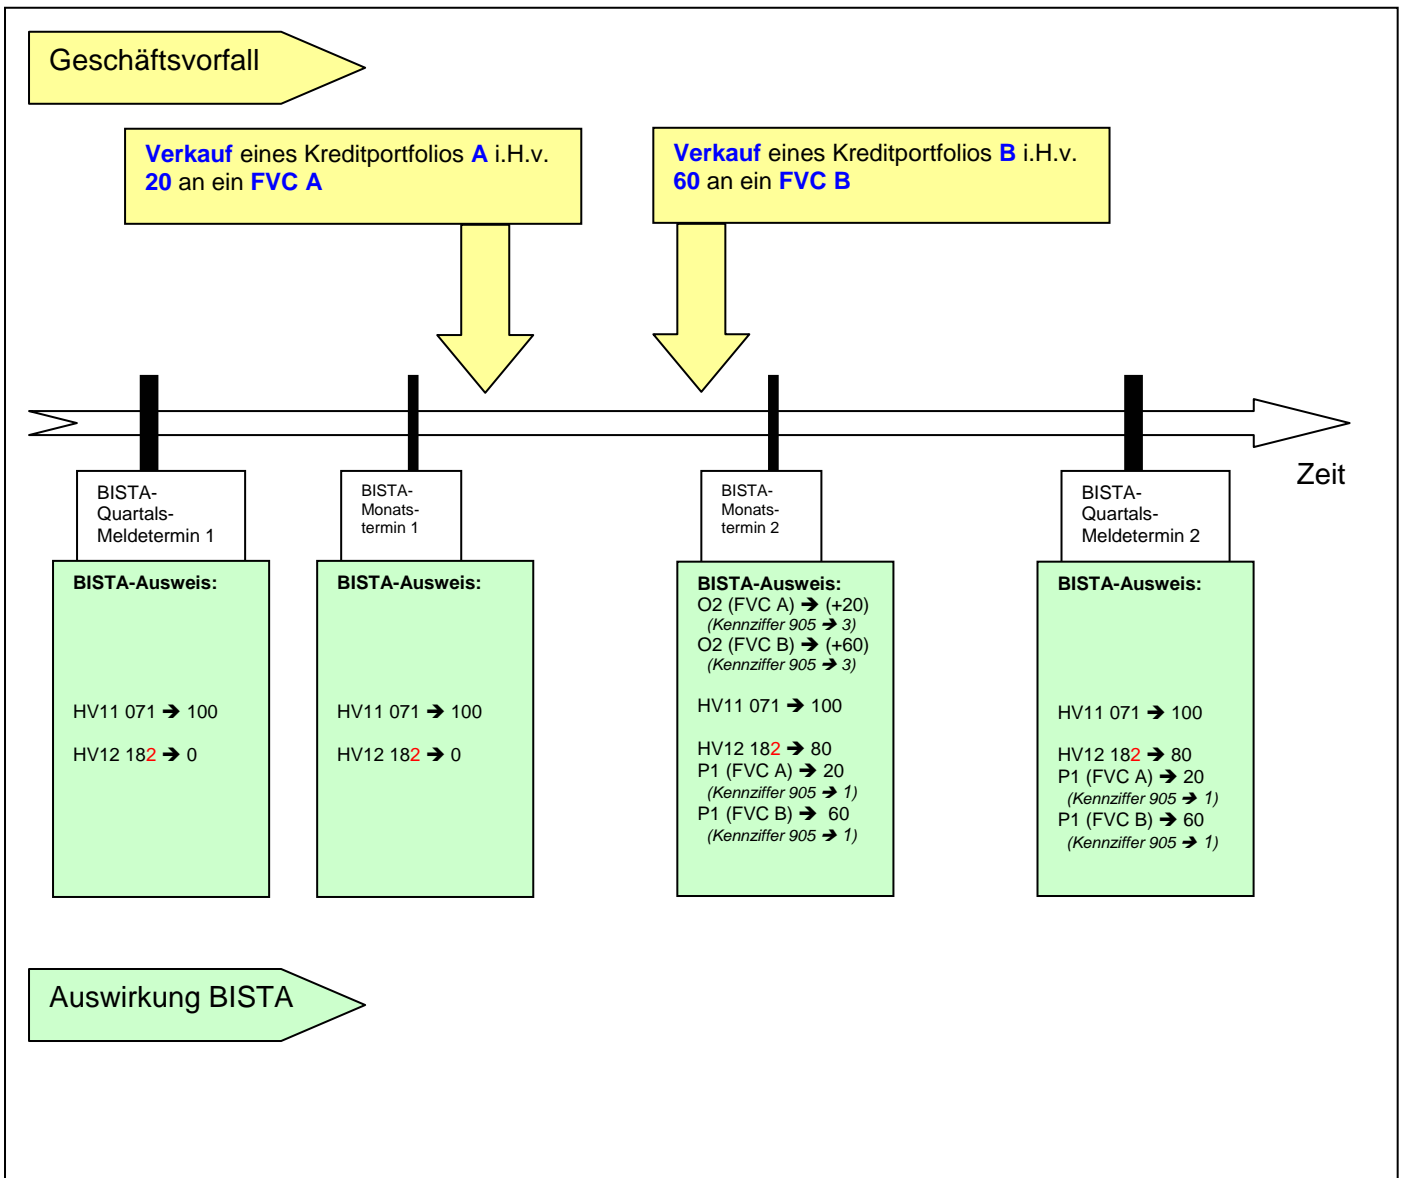 Geschäftsvorfall
Verkauf eines Kreditportfolios A i.H.v.
20 an ein FVC A
Verkauf eines Kreditportfolios B i.H.v.
60 an ein FVC B
Zeit
BISTA-
Quartals-
Meldetermin 1
BISTA-
Monats-
termin 1
BISTA-
Monats-
termin 2
BISTA-
Quartals-
Meldetermin 2
BISTA-Ausweis:
HV11 071 ➔ 100
HV12 182 ➔ 0
BISTA-Ausweis:
HV11 071 ➔ 100
HV12 182 ➔ 0
BISTA-Ausweis:
O2 (FVC A) ➔ (+20)
(Kennziffer 905 ➔ 3)
O2 (FVC B) ➔ (+60)
(Kennziffer 905 ➔ 3)
HV11 071 ➔ 100
HV12 182 ➔ 80
P1 (FVC A) ➔ 20
(Kennziffer 905 ➔ 1)
P1 (FVC B) ➔ 60
(Kennziffer 905 ➔ 1)
BISTA-Ausweis:
HV11 071 ➔ 100
HV12 182 ➔ 80
P1 (FVC A) ➔ 20
(Kennziffer 905 ➔ 1)
P1 (FVC B) ➔ 60
(Kennziffer 905 ➔ 1)
Auswirkung BISTA